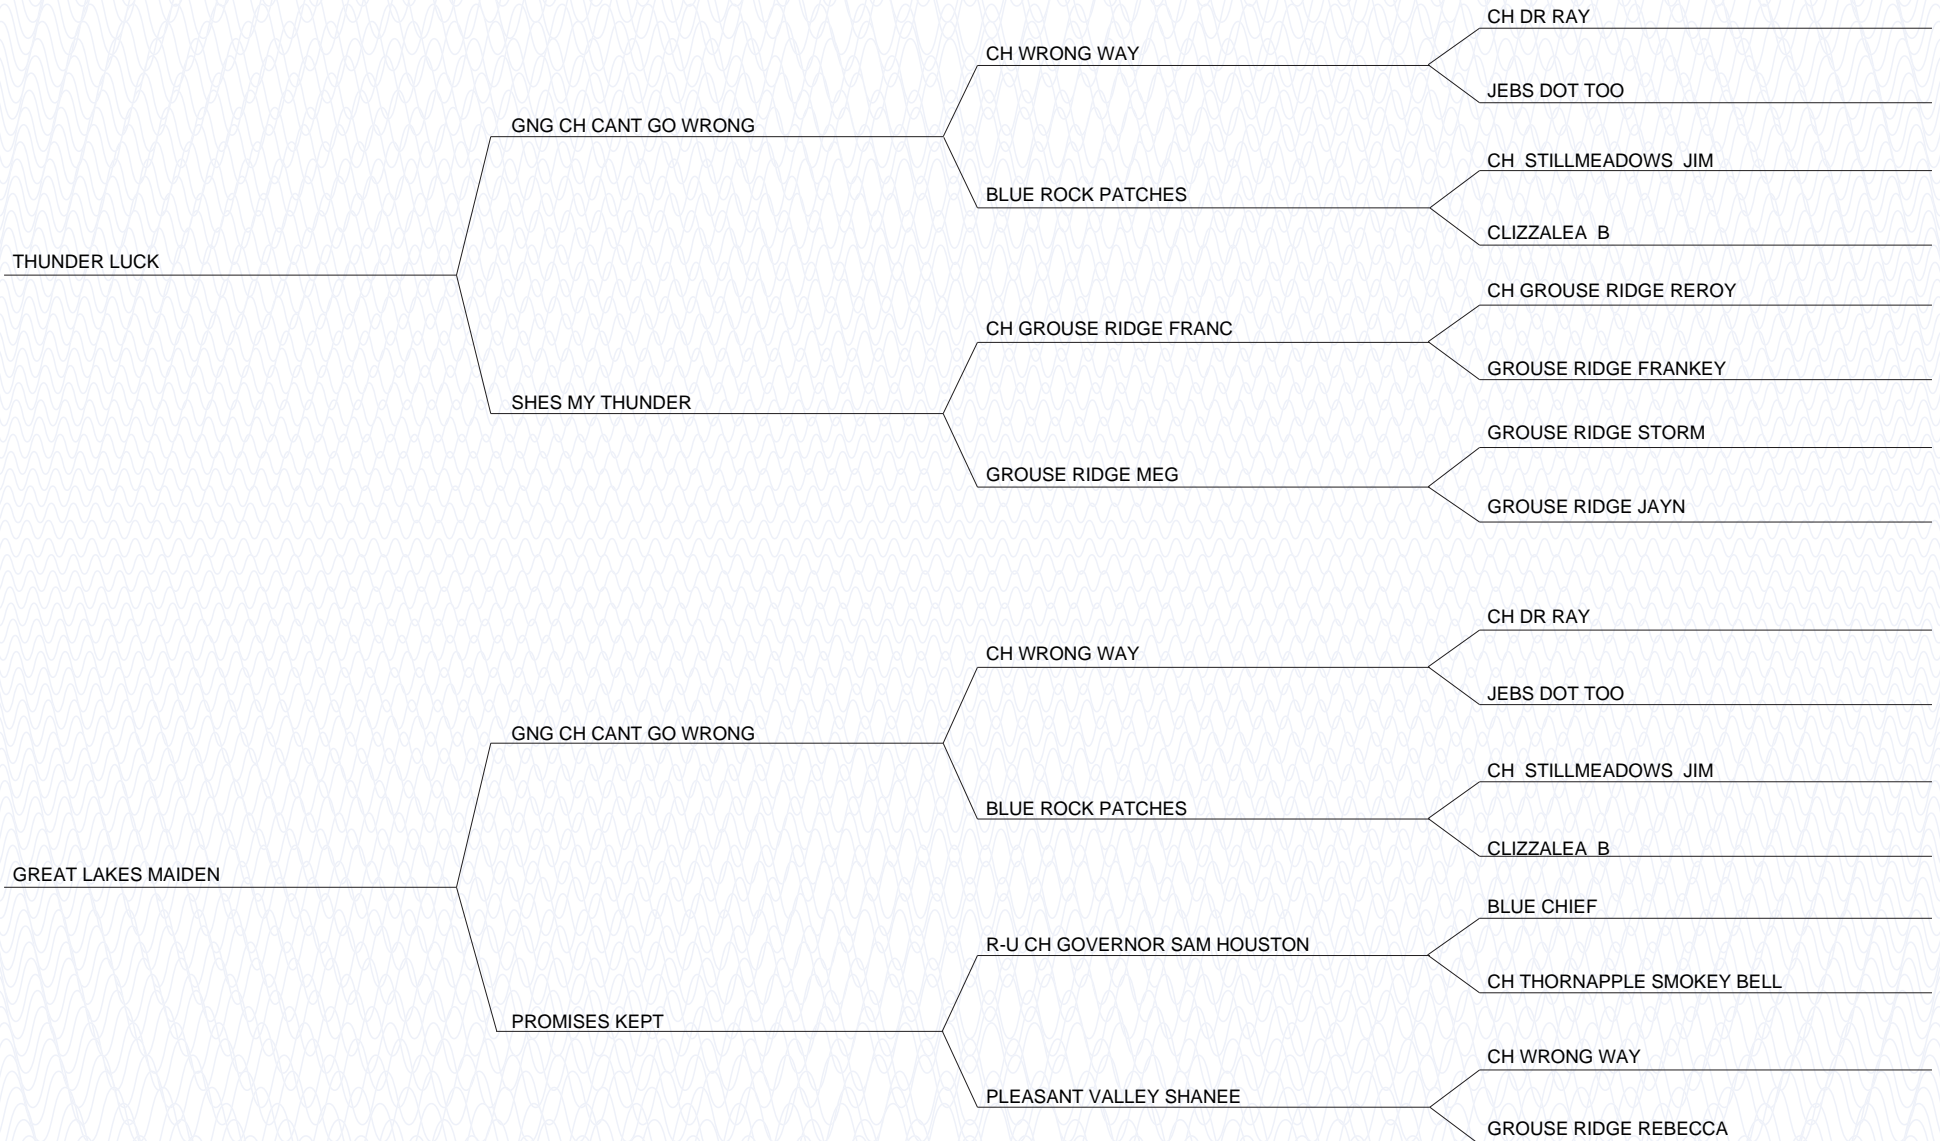 CH DR RAY
CH WRONG WAY
JEBS DOT TOO
GNG CH CANT GO WRONG
CH  STILLMEADOWS  JIM
BLUE ROCK PATCHES
CLIZZALEA  B
THUNDER LUCK
CH GROUSE RIDGE REROY
CH GROUSE RIDGE FRANC
GROUSE RIDGE FRANKEY
SHES MY THUNDER
GROUSE RIDGE STORM
GROUSE RIDGE MEG
GROUSE RIDGE JAYN
CH DR RAY
CH WRONG WAY
JEBS DOT TOO
GNG CH CANT GO WRONG
CH  STILLMEADOWS  JIM
BLUE ROCK PATCHES
CLIZZALEA  B
GREAT LAKES MAIDEN
BLUE CHIEF
R-U CH GOVERNOR SAM HOUSTON
CH THORNAPPLE SMOKEY BELL
PROMISES KEPT
CH WRONG WAY
PLEASANT VALLEY SHANEE
GROUSE RIDGE REBECCA